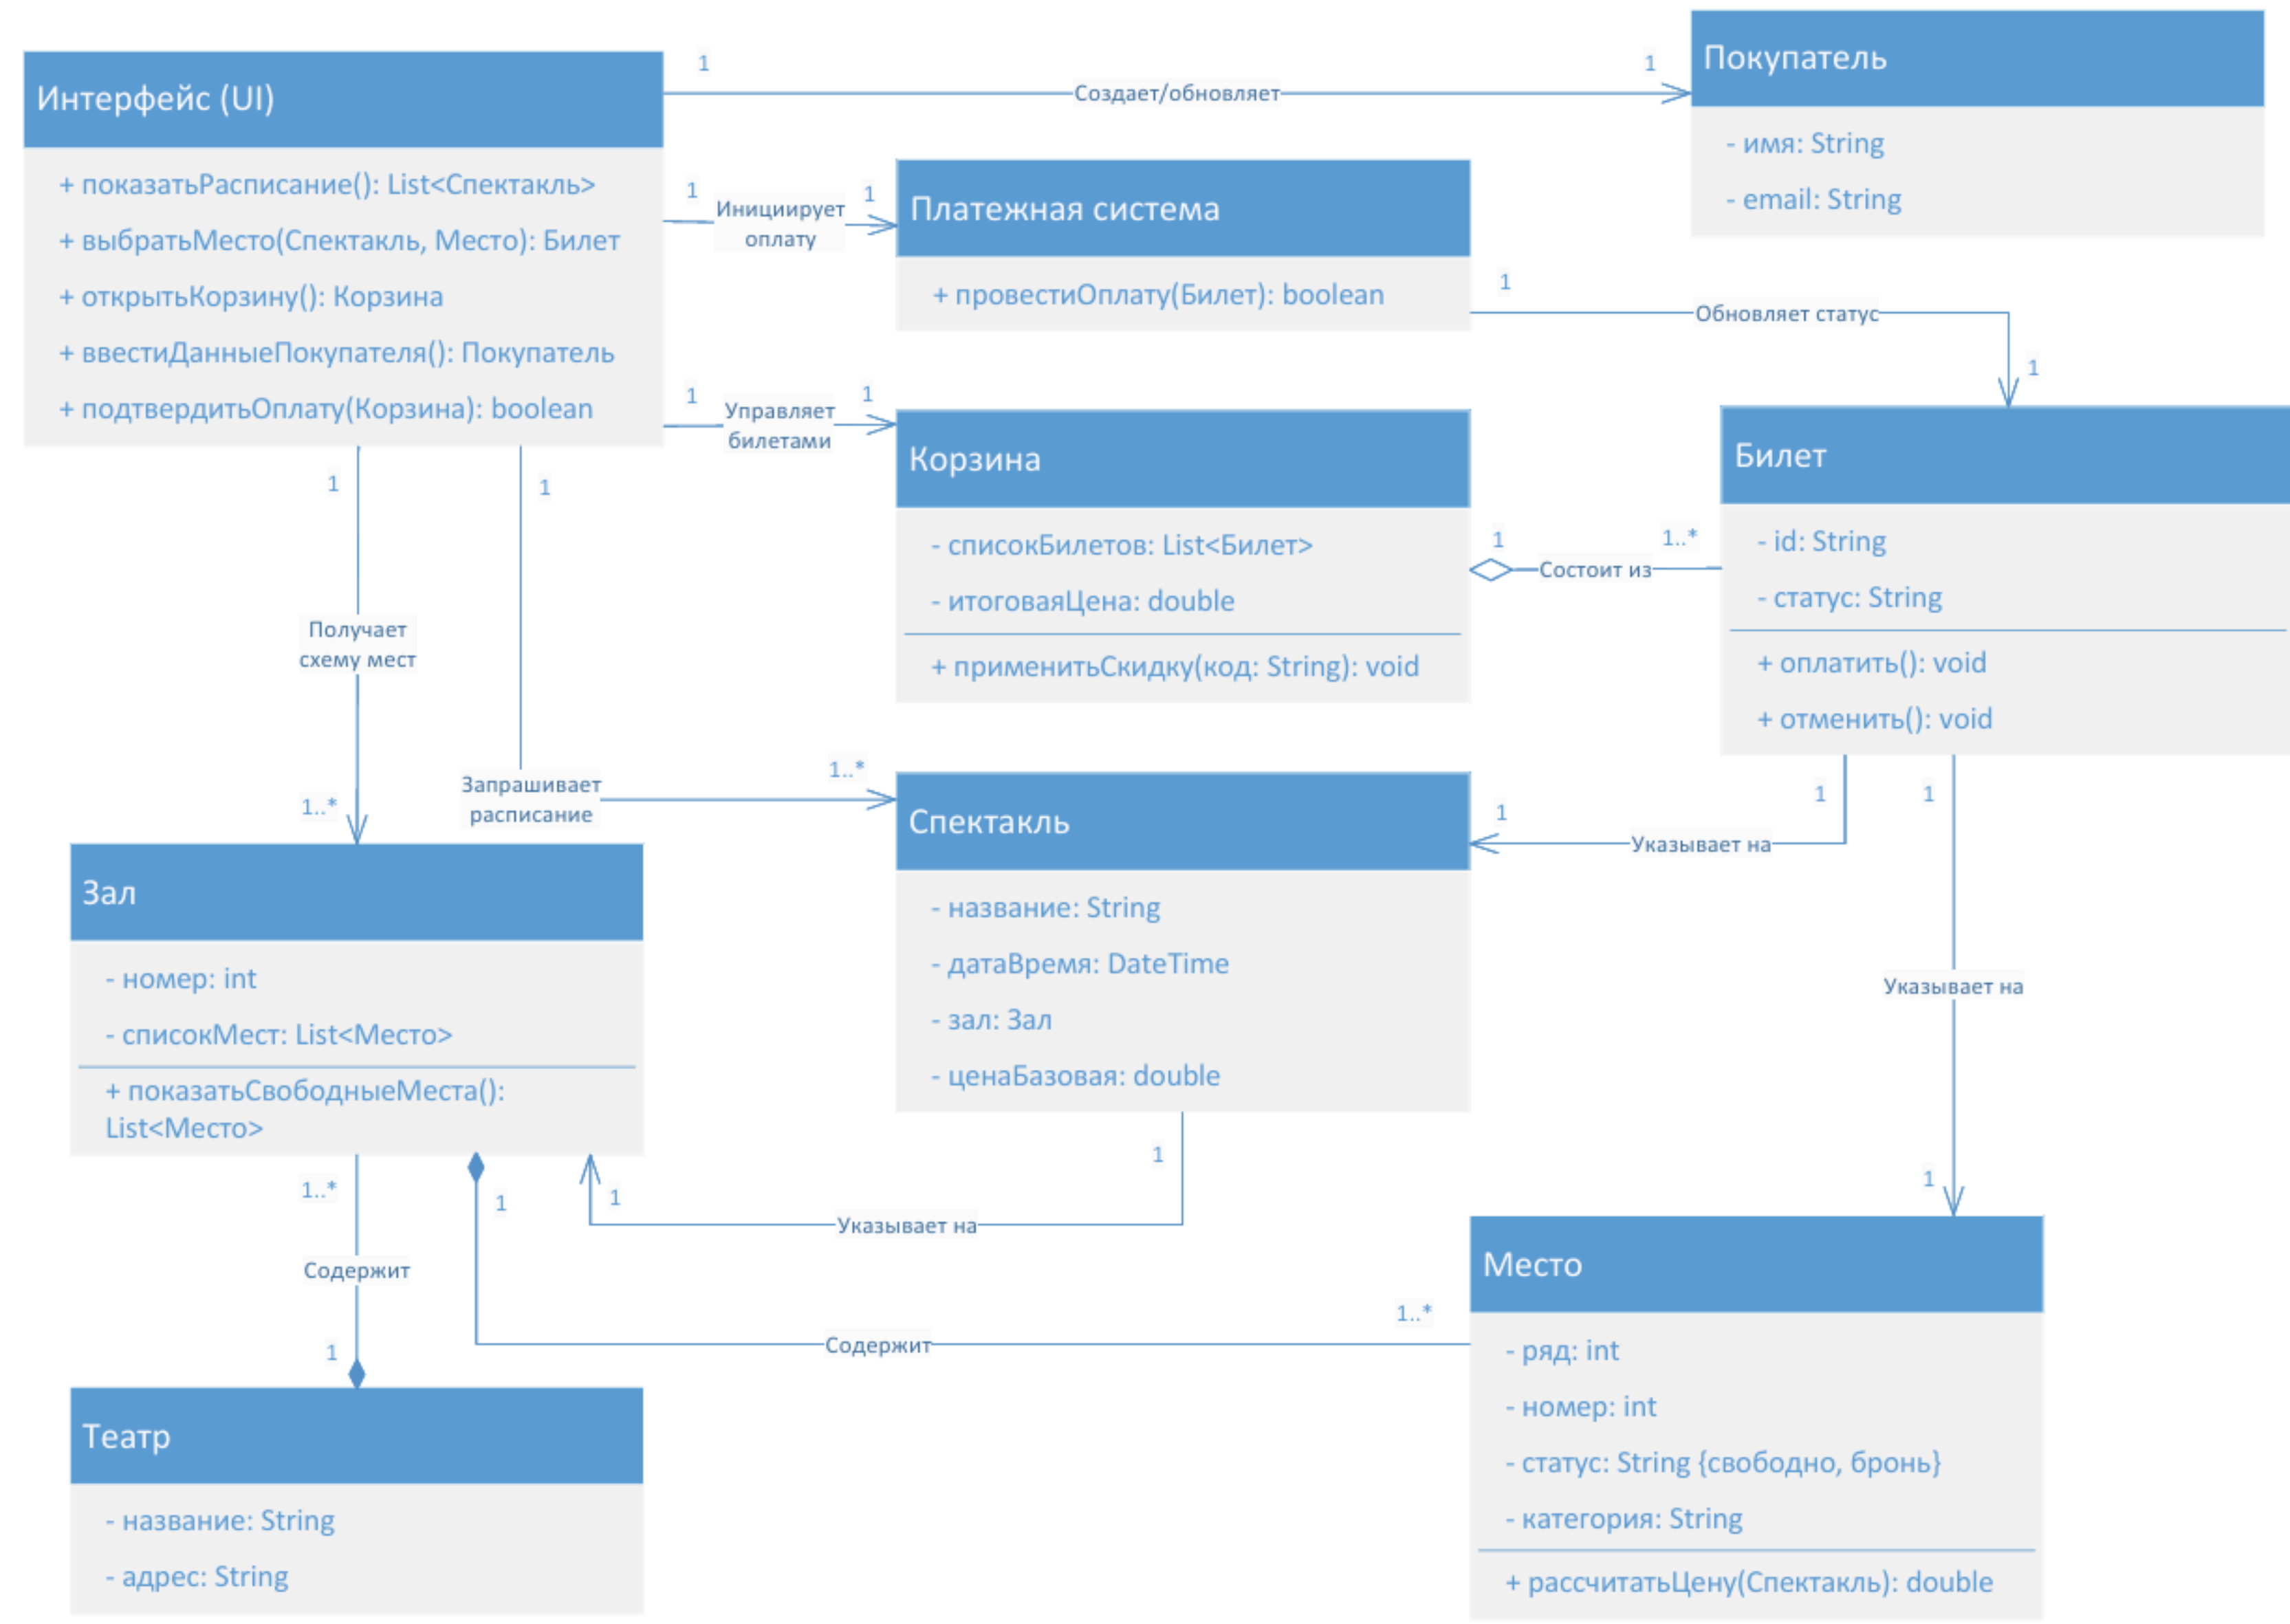 Интерфейс (UI)
+ показатьРасписание(): List<Спектакль>
+ выбратьМесто(Спектакль, Место): Билет
+ открытьКорзину(): Корзина
+ ввестиДанныеПокупателя(): Покупатель
+ подтвердитьОплату(Корзина): boolean
1
Создает/обновляет
1
Покупатель
- имя: String
- email: String
1
Инициирует
оплату
1
Платежная система
+ провестиОплату(Билет): boolean
1
Обновляет статус
1
1
Управляет
билетами
1
Корзина
- списокБилетов: List<Билет>
- итоговаяЦена: double
+ применитьСкидку(код: String): void
1
Состоит из
1..*
Билет
- id: String
- статус: String
+ оплатить(): void
+ отменить(): void
1
Получает
схему мест
1..*
1
Запрашивает
расписание
1..*
Спектакль
- название: String
- датаВремя: DateTime
- зал: Зал
- ценаБазовая: double
1
Указывает на
1
1
Указывает на
1
Зал
- номер: int
- списокМест: List<Место>
+ показатьСвободныеМеста():
List<Место>
1
Указывает на
1
1..*
Содержит
1
1
Содержит
1..*
Театр
- название: String
- адрес: String
Место
- ряд: int
- номер: int
- статус: String {свободно, бронь}
- категория: String
+ рассчитатьЦену(Спектакль): double